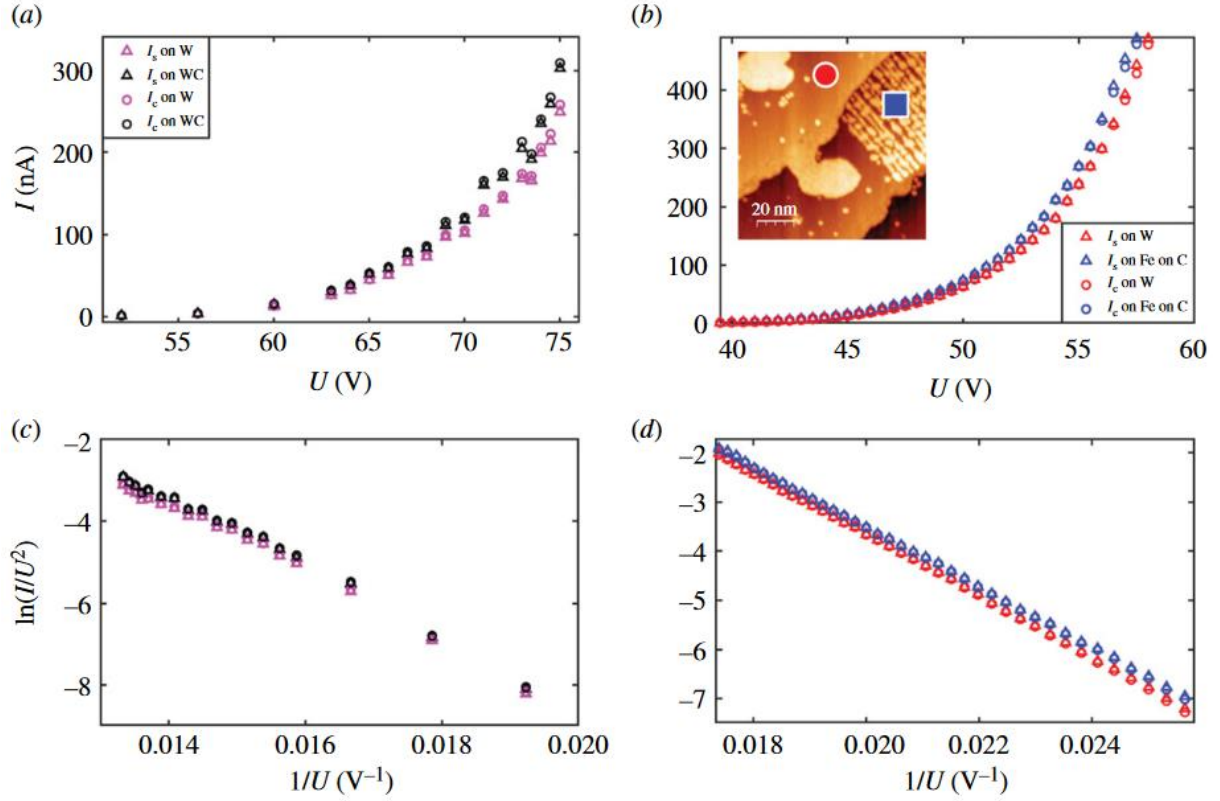 (a)
300
200
100
0
I (nA)
55 60 65 70 75
U (V)
Is on W
Is on WC
Ic on W
Ic on WC
(b)
400
300
200
100
0
40 45 50 55 60
U (V)
20 nm
Is on W
Is on Fe on C
Ic on W
Ic on Fe on C
(c)
−2
−4
−6
−8
ln(I/U²)
0.014 0.016 0.018 0.020
1/U (V⁻¹)
(d)
−2
−3
−4
−5
−6
−7
0.018 0.020 0.022 0.024
1/U (V⁻¹)